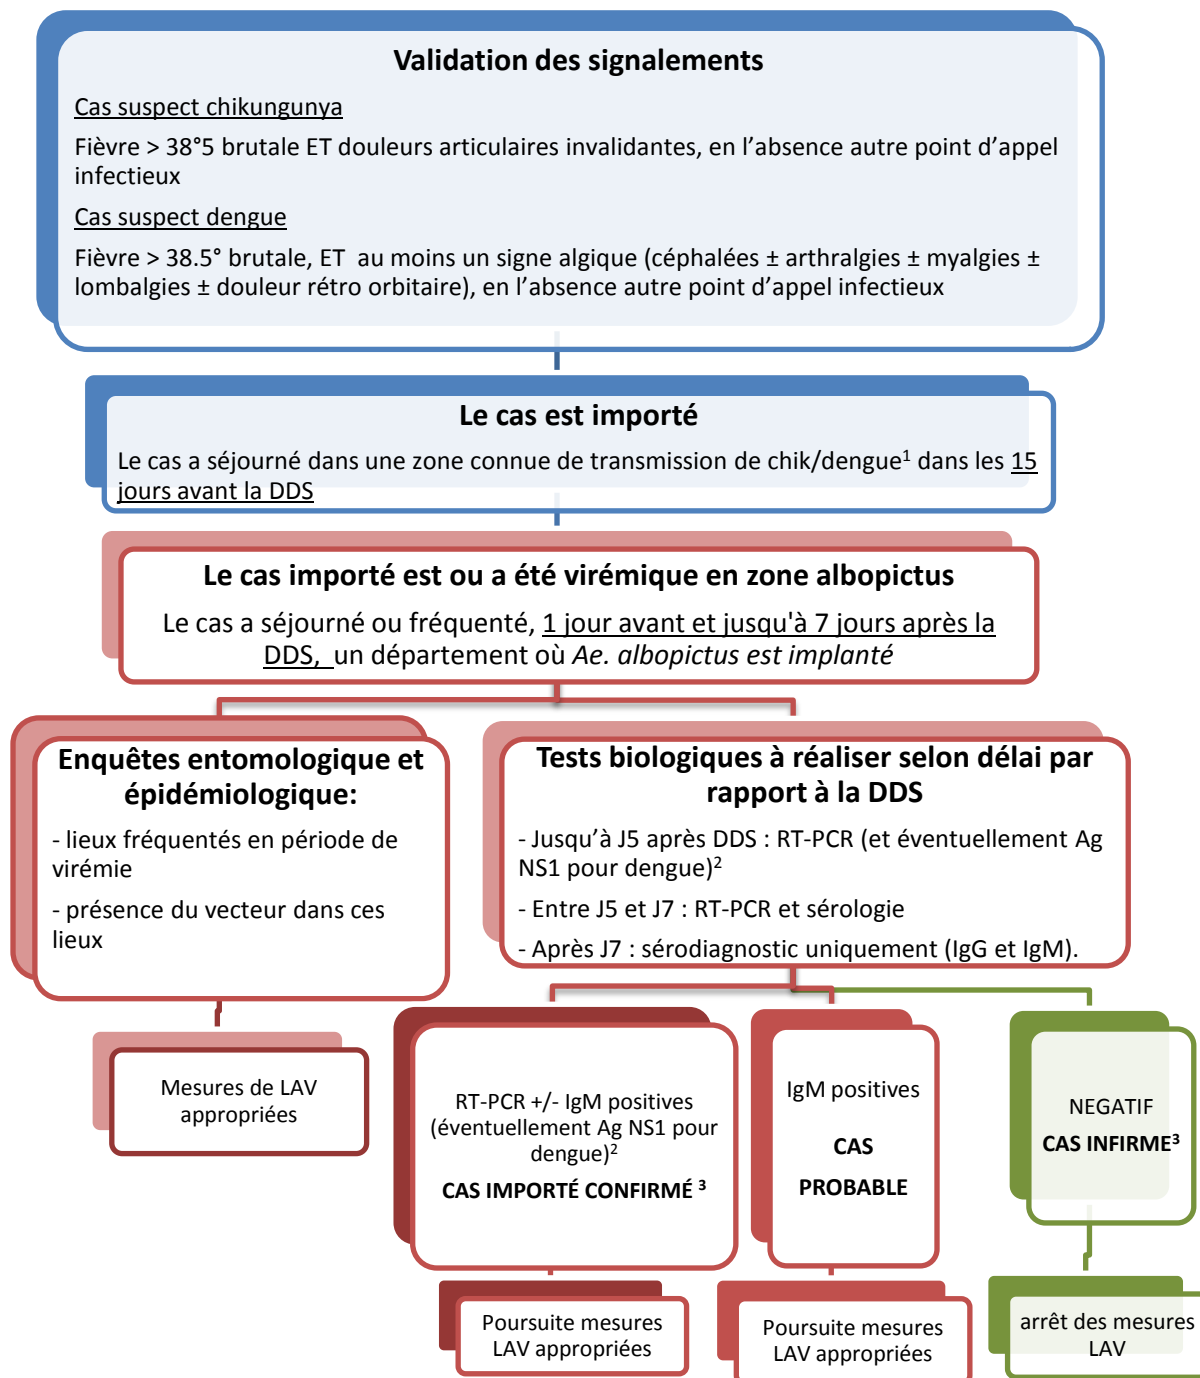 Validation des signalements
Cas suspect chikungunya
Fièvre > 38°5 brutale ET douleurs articulaires invalidantes, en l’absence autre point d’appel
infectieux
Cas suspect dengue
Fièvre > 38.5° brutale, ET au moins un signe algique (céphalées ± arthralgies ± myalgies ±
lombalgies ± douleur rétro orbitaire), en l’absence autre point d’appel infectieux
Le cas est importé
Le cas a séjourné dans une zone connue de transmission de chik/dengue¹ dans les 15
jours avant la DDS
Le cas importé est ou a été virémique en zone albopictus
Le cas a séjourné ou fréquenté, 1 jour avant et jusqu'à 7 jours après la
DDS, un département où Ae. albopictus est implanté
Enquêtes entomologique et
épidémiologique:
- lieux fréquentés en période de
virémie
- présence du vecteur dans ces
lieux
Tests biologiques à réaliser selon délai par
rapport à la DDS
- Jusqu’à J5 après DDS : RT-PCR (et éventuellement Ag
NS1 pour dengue)²
- Entre J5 et J7 : RT-PCR et sérologie
- Après J7 : sérodiagnostic uniquement (IgG et IgM).
Mesures de LAV
appropriées
RT-PCR +/- IgM positives
(éventuellement Ag NS1 pour
dengue)²
CAS IMPORTÉ CONFIRMÉ ³
IgM positives
CAS
PROBABLE
NEGATIF
CAS INFIRME³
Poursuite mesures
LAV appropriées
Poursuite mesures
LAV appropriées
arrêt des mesures
LAV